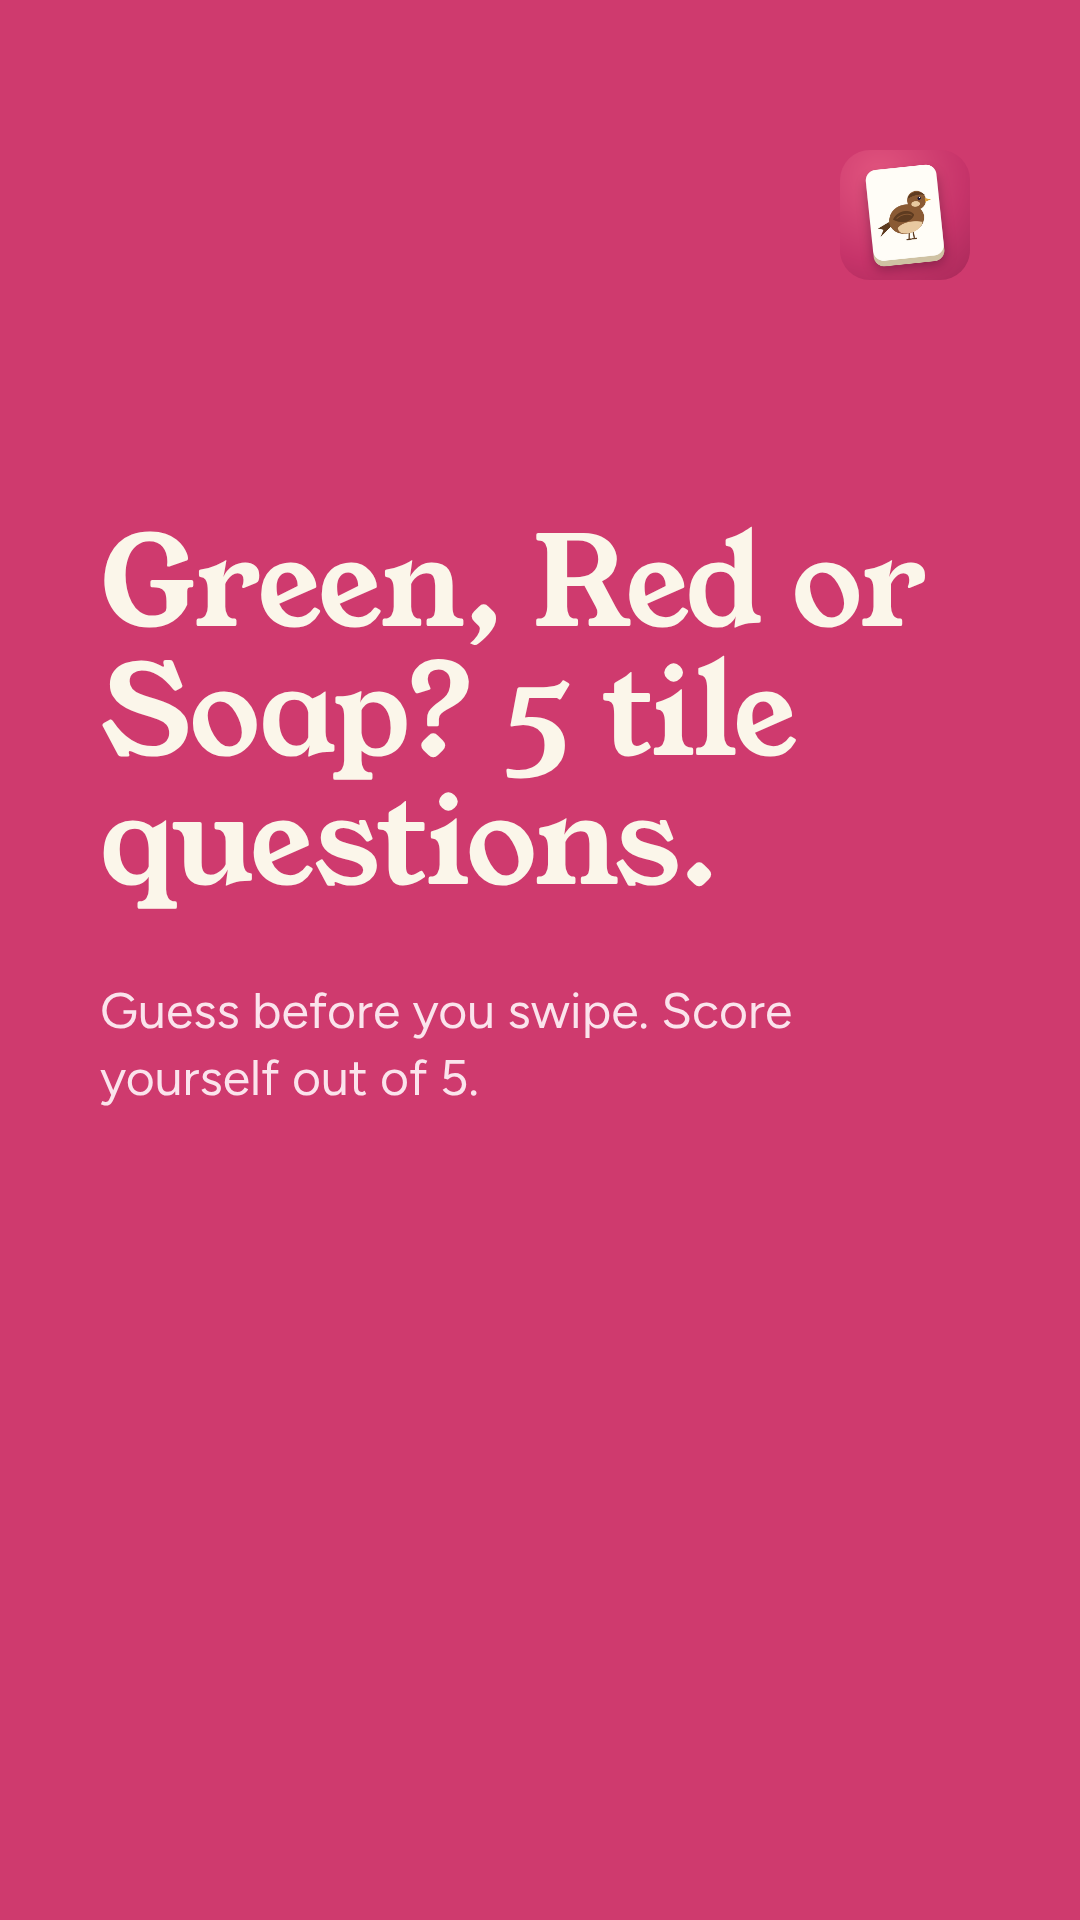 Green, Red or
Soap? 5 tile
questions.
Guess before you swipe. Score
yourself out of 5.